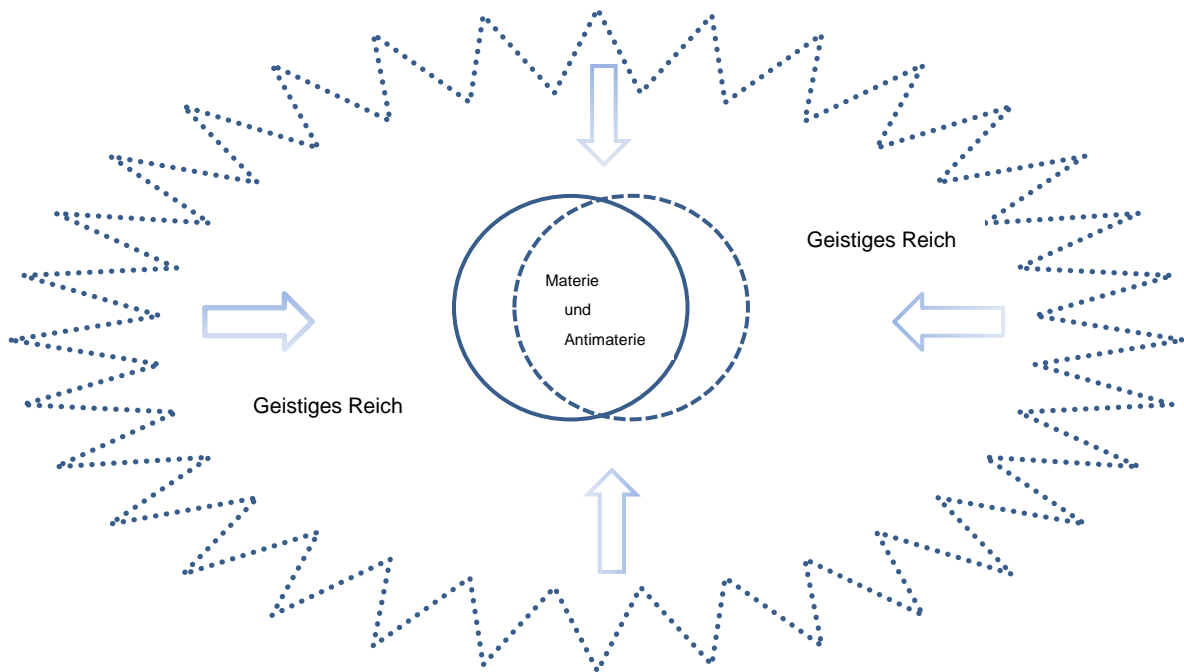 Geistiges Reich
Materie
und
Antimaterie
Geistiges Reich